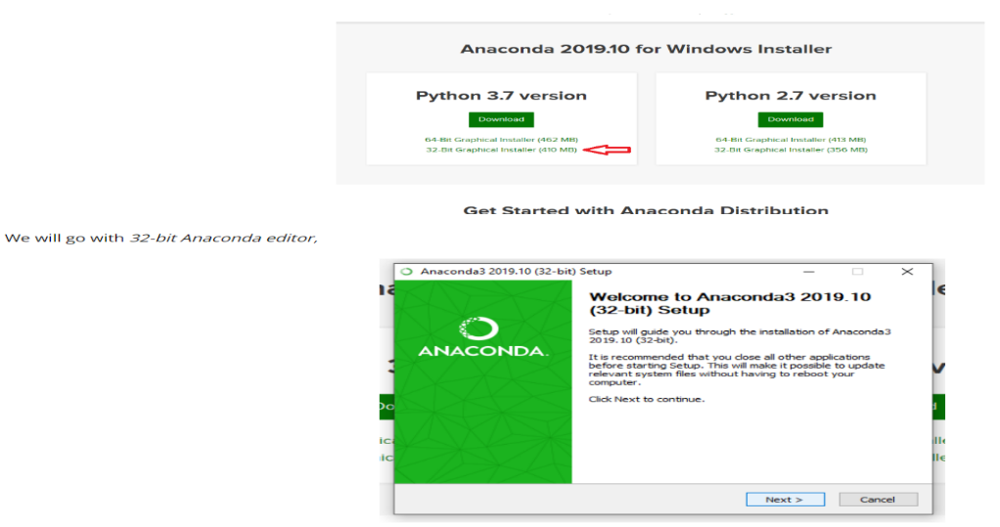 Anaconda 2019.10 for Windows Installer
Python 3.7 version
Download
64-Bit Graphical Installer (462 MB)
32-Bit Graphical Installer (410 MB)
Python 2.7 version
Download
64-Bit Graphical Installer (413 MB)
32-Bit Graphical Installer (356 MB)
Get Started with Anaconda Distribution
We will go with 32-bit Anaconda editor,
Anaconda3 2019.10 (32-bit) Setup
ANACONDA.
Welcome to Anaconda3 2019.10
(32-bit) Setup
Setup will guide you through the installation of Anaconda3
2019.10 (32-bit).
It is recommended that you close all other applications
before starting Setup. This will make it possible to update
relevant system files without having to reboot your
computer.
Click Next to continue.
Next >
Cancel